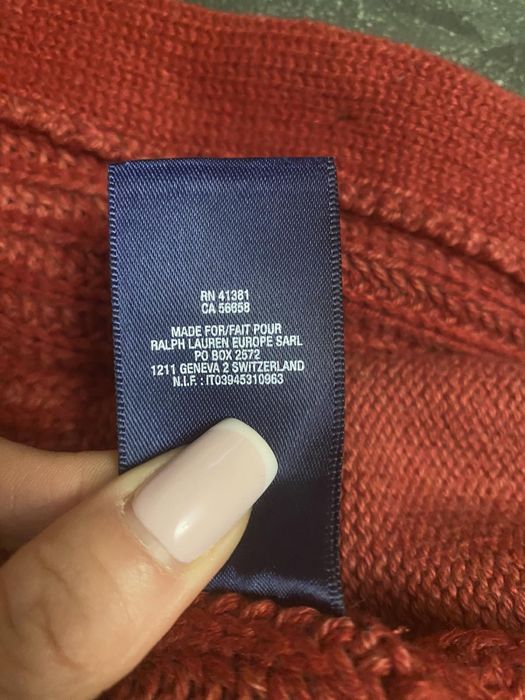 RN 41381
CA 56658
MADE FOR/FAIT POUR
RALPH LAUREN EUROPE SARL
PO BOX 2572
1211 GENEVA 2 SWITZERLAND
N.I.F. : IT03945310963